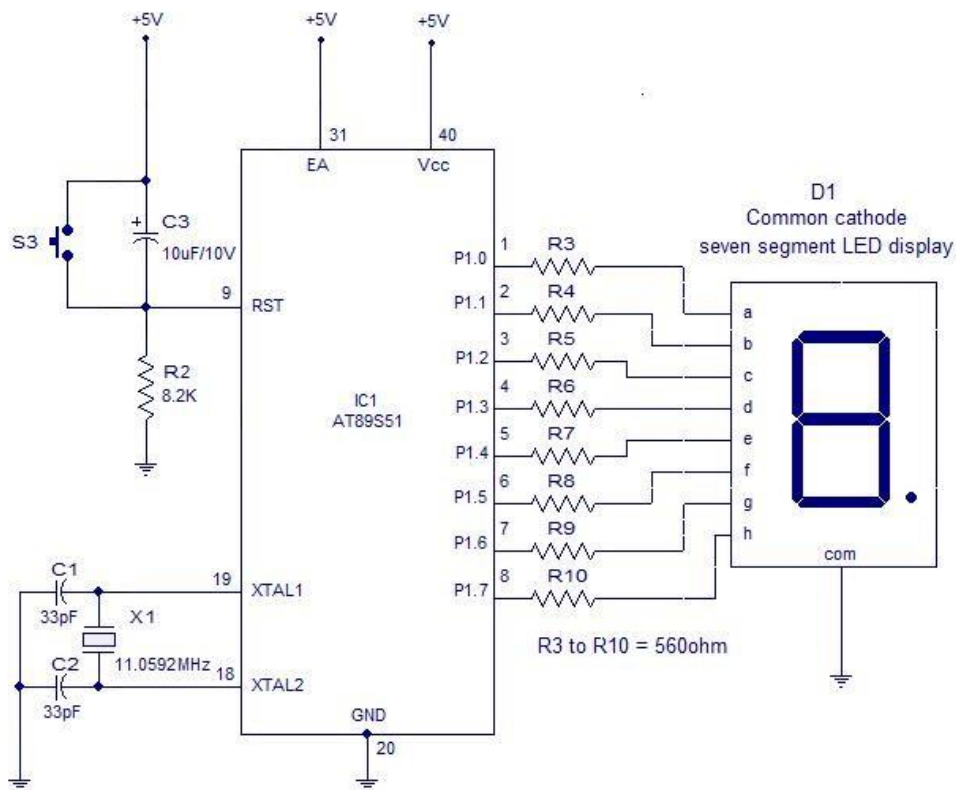 +5V
+5V
+5V
31
40
EA
Vcc
D1
Common cathode
seven segment LED display
S3
+
C3
10uF/10V
9
RST
R2
8.2K
IC1
AT89S51
P1.0
1
R3
P1.1
2
R4
P1.2
3
R5
P1.3
4
R6
P1.4
5
R7
P1.5
6
R8
P1.6
7
R9
P1.7
8
R10
a
b
c
d
e
f
g
h
com
R3 to R10 = 560ohm
C1
33pF
19
XTAL1
X1
11.0592MHz
C2
33pF
18
XTAL2
GND
20